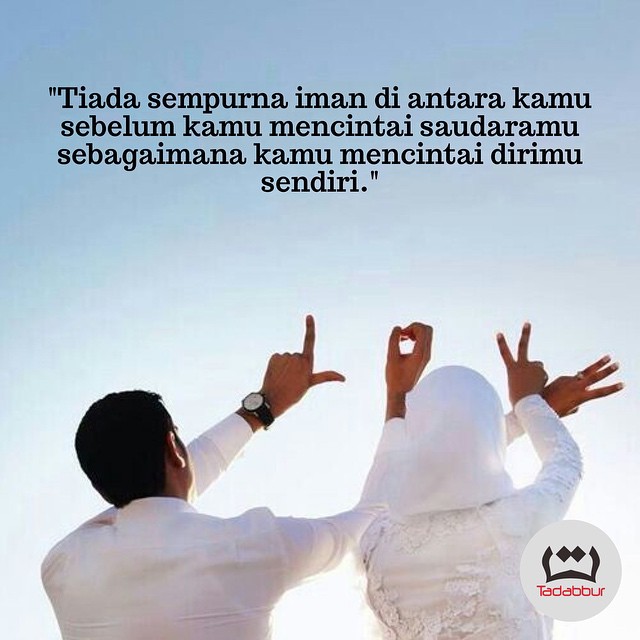 "Tiada sempurna iman di antara kamu
sebelum kamu mencintai saudaramu
sebagaimana kamu mencintai dirimu
sendiri."
Tadabbur